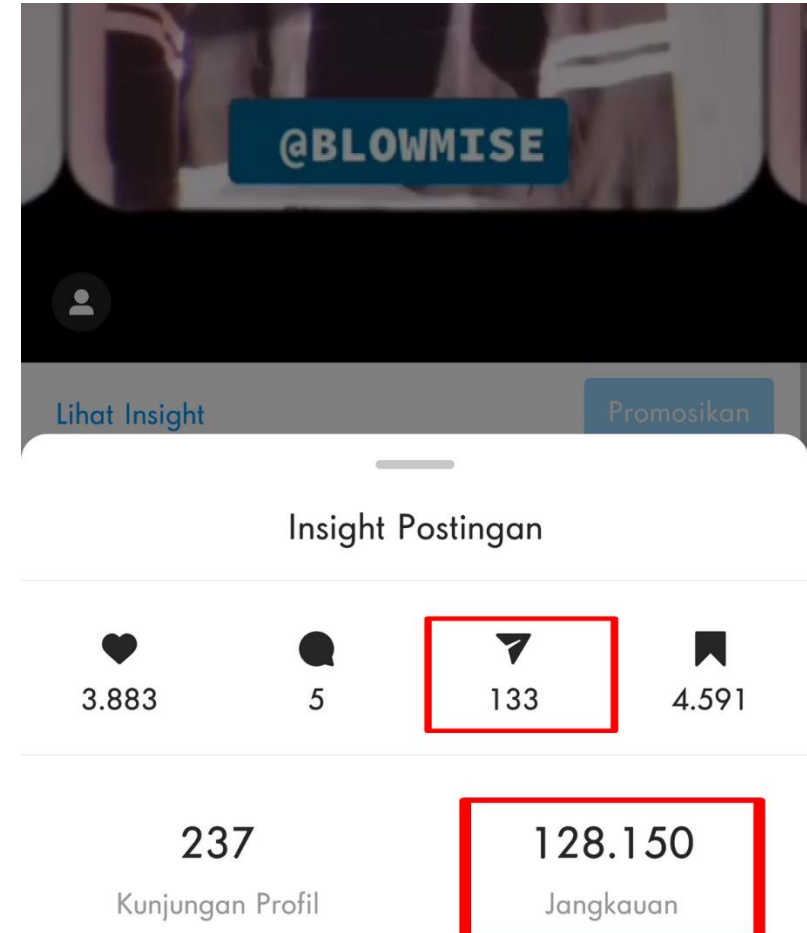 @BLOWMISE
Lihat Insight
Promosikan
Insight Postingan
3.883
5
133
4.591
237
128.150
Kunjungan Profil
Jangkauan